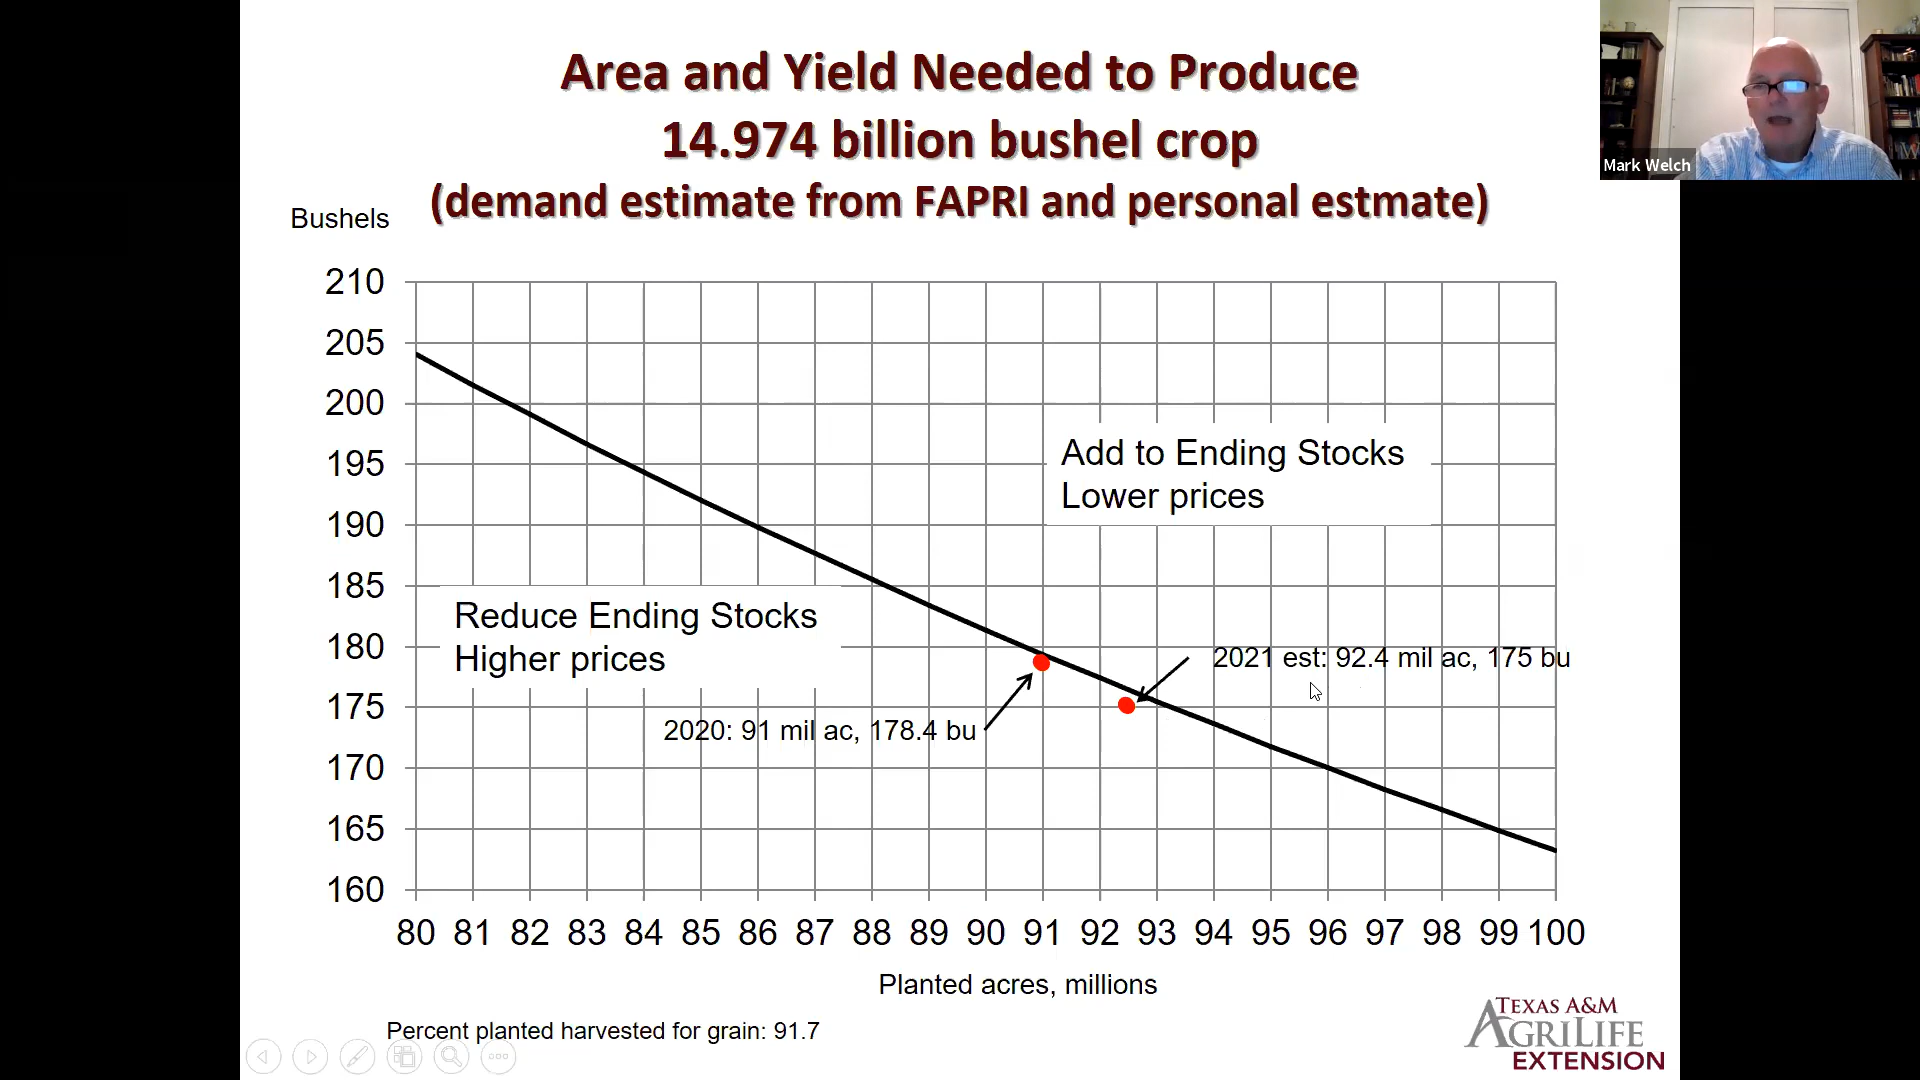 Area and Yield Needed to Produce
14.974 billion bushel crop
(demand estimate from FAPRI and personal estmate)
Mark Welch
Bushels
210
205
200
195
190
185
180
175
170
165
160
Add to Ending Stocks
Lower prices
Reduce Ending Stocks
Higher prices
2021 est: 92.4 mil ac, 175 bu
2020: 91 mil ac, 178.4 bu
80 81 82 83 84 85 86 87 88 89 90 91 92 93 94 95 96 97 98 99 100
Planted acres, millions
Percent planted harvested for grain: 91.7
TEXAS A&M
AGRILIFE
EXTENSION